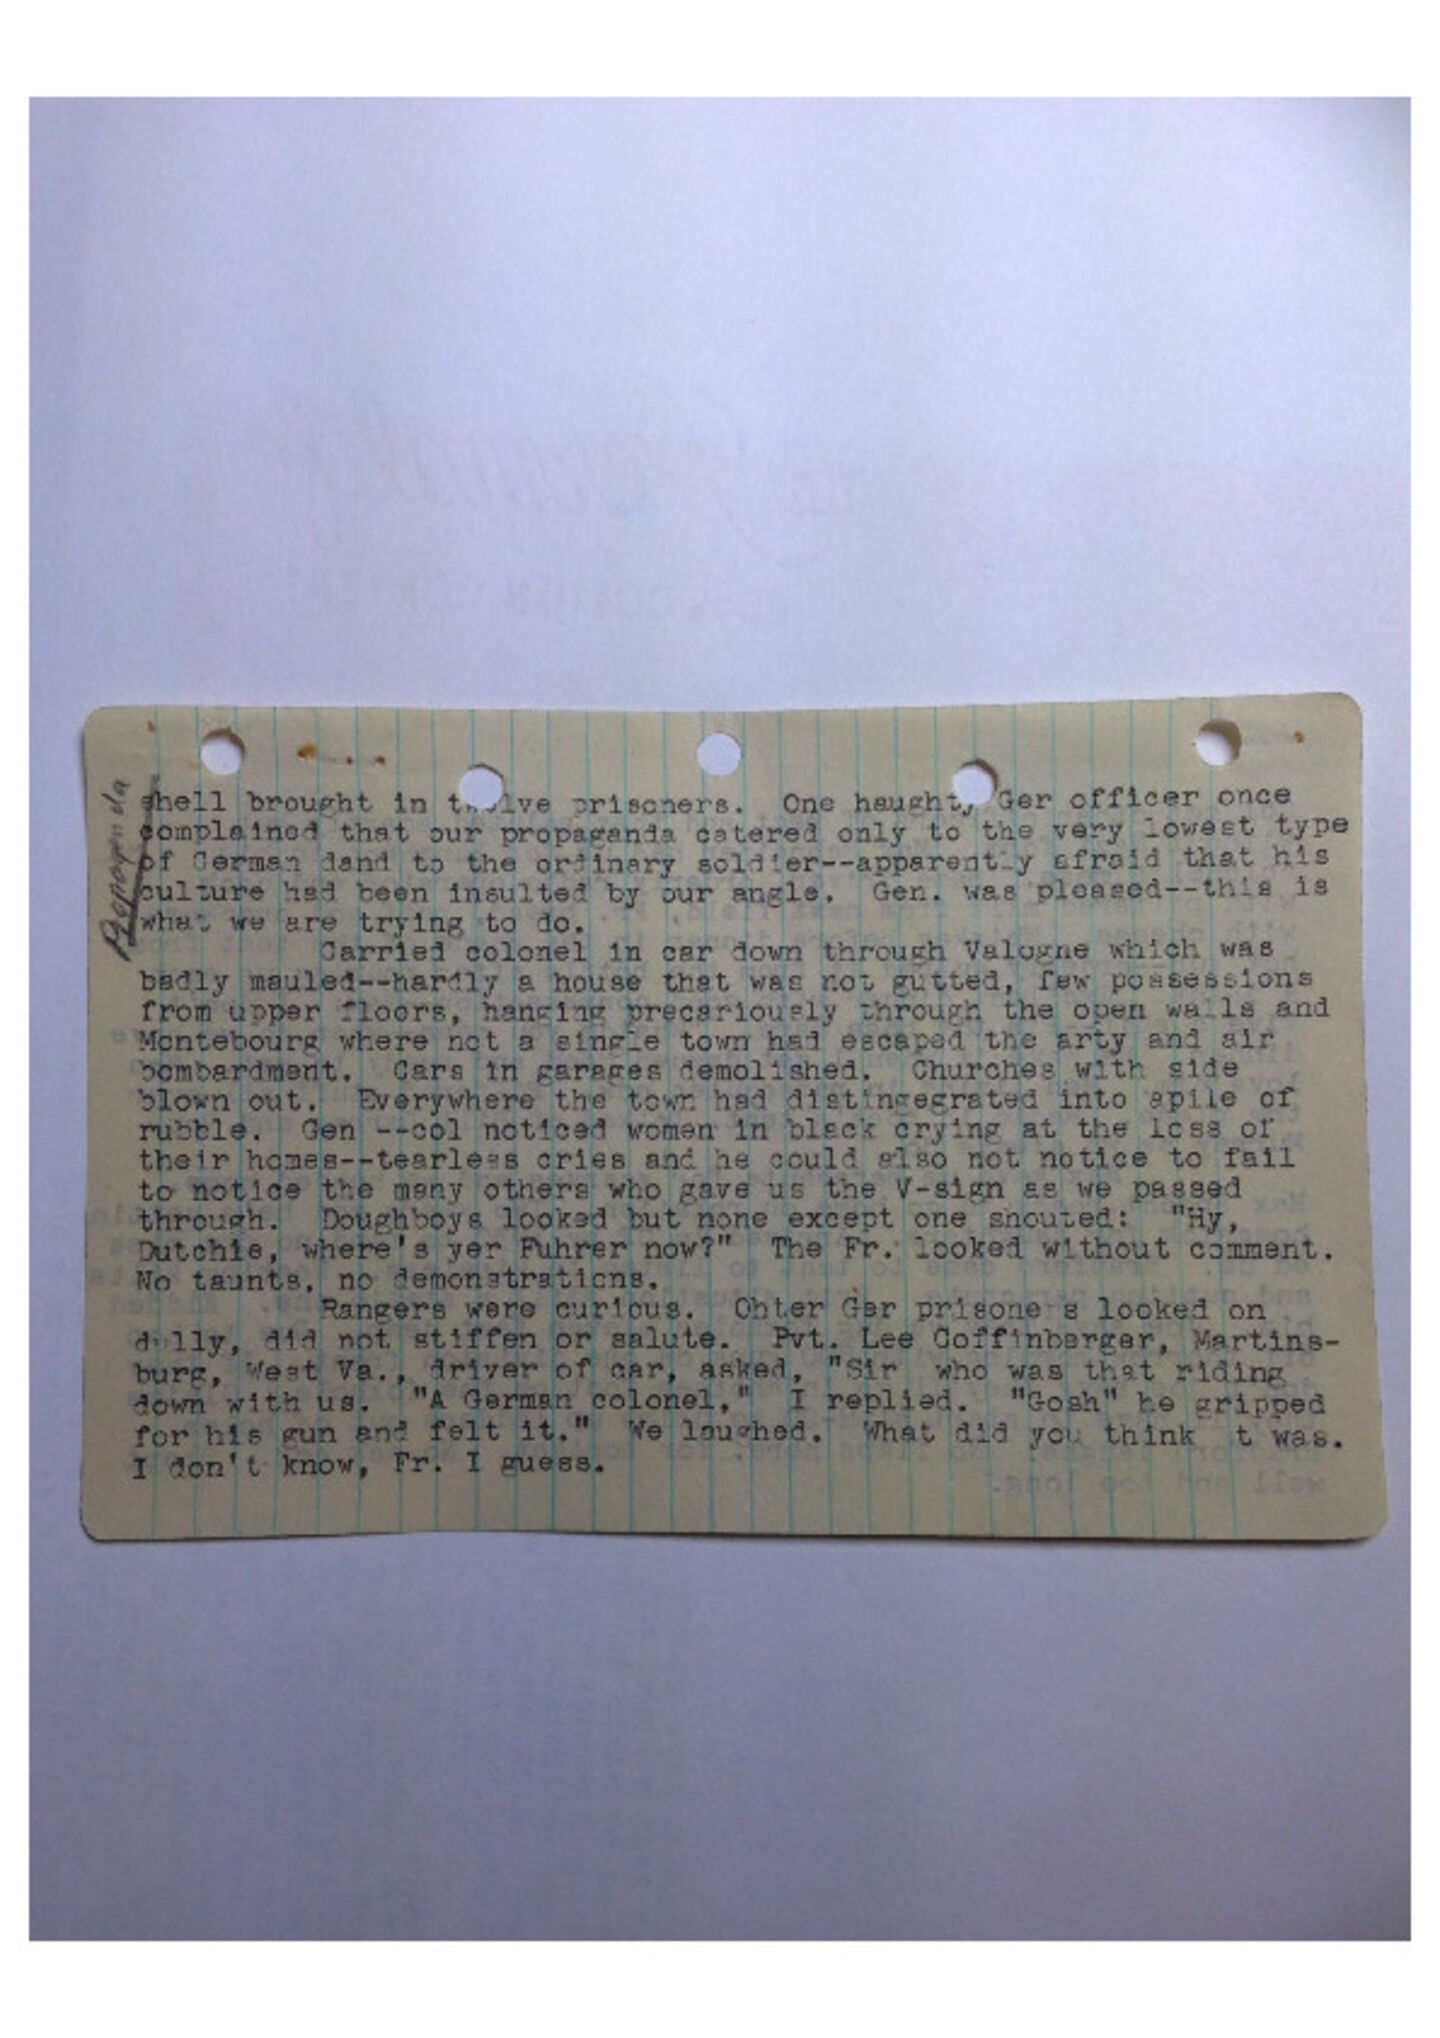 Propaganda
shell brought in twelve prisoners. One haughty Ger officer once
complained that our propaganda catered only to the very lowest type
of German dand to the ordinary soldier--apparently afraid that his
culture had been insulted by our angle. Gen. was pleased--this is
what we are trying to do.
Carried colonel in car down through Valogne which was
badly mauled--hardly a house that was not gutted, few possessions
from upper floors, hanging precariously through the open walls and
Montebourg where not a single town had escaped the arty and air
bombardment. Cars in garages demolished. Churches with side
blown out. Everywhere the town had distingegrated into apile of
rubble. Gen --col noticed women in black crying at the loss of
their homes--tearless cries and he could also not notice to fail
to notice the many others who gave us the V-sign as we passed
through. Doughboys looked but none except one shouted: "Hy,
Dutchie, where's yer Fuhrer now?" The Fr. looked without comment.
No taunts, no demonstrations.
Rangers were curious. Ohter Ger prisone s looked on
dully, did not stiffen or salute. Pvt. Lee Coffinberger, Martins-
burg, West Va., driver of car, asked, "Sir who was that riding
down with us. "A German colonel," I replied. "Gosh" he gripped
for his gun and felt it." We laughed. What did you think t was.
I don't know, Fr. I guess.